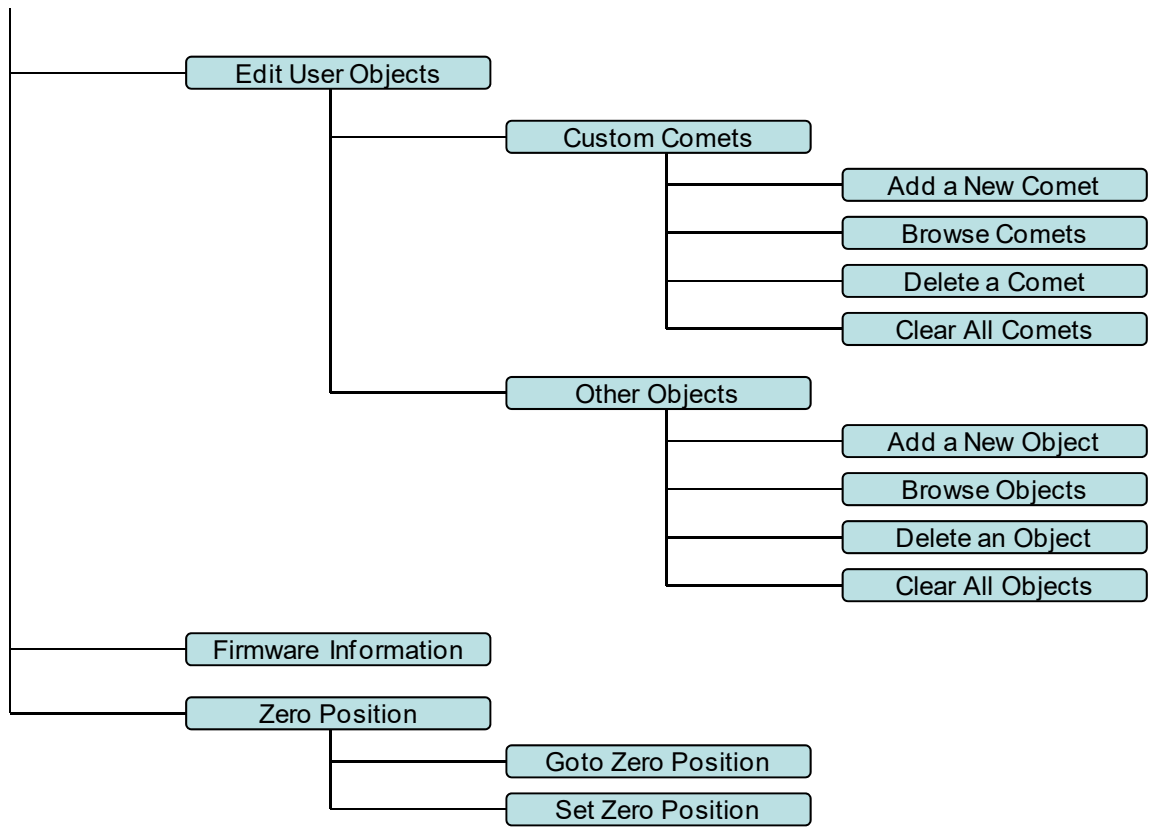 Edit User Objects
Custom Comets
Add a New Comet
Browse Comets
Delete a Comet
Clear All Comets
Other Objects
Add a New Object
Browse Objects
Delete an Object
Clear All Objects
Firmware Information
Zero Position
Goto Zero Position
Set Zero Position